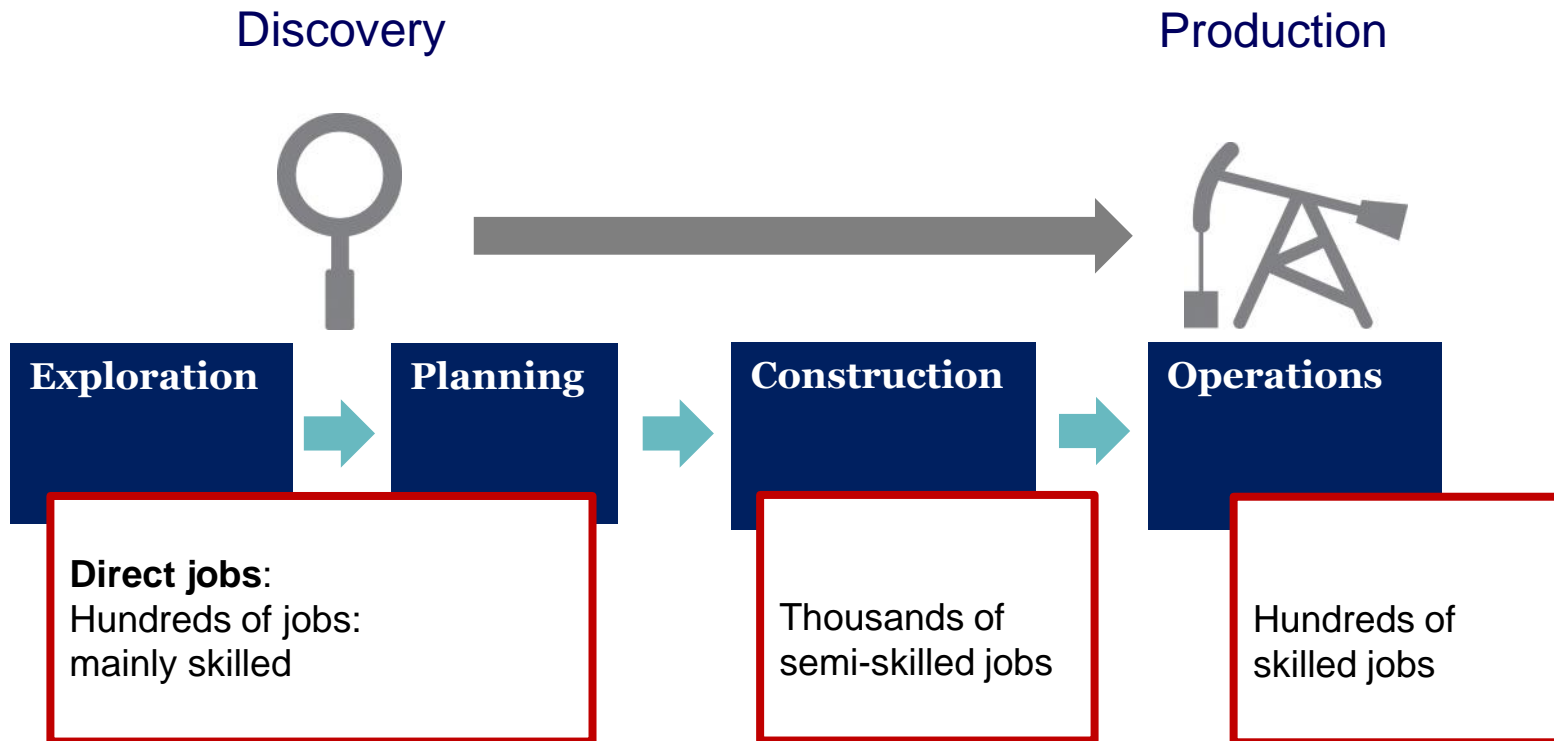 Discovery
Production
Exploration
Planning
Construction
Operations
Direct jobs:
Hundreds of jobs:
mainly skilled
Thousands of
semi-skilled jobs
Hundreds of
skilled jobs